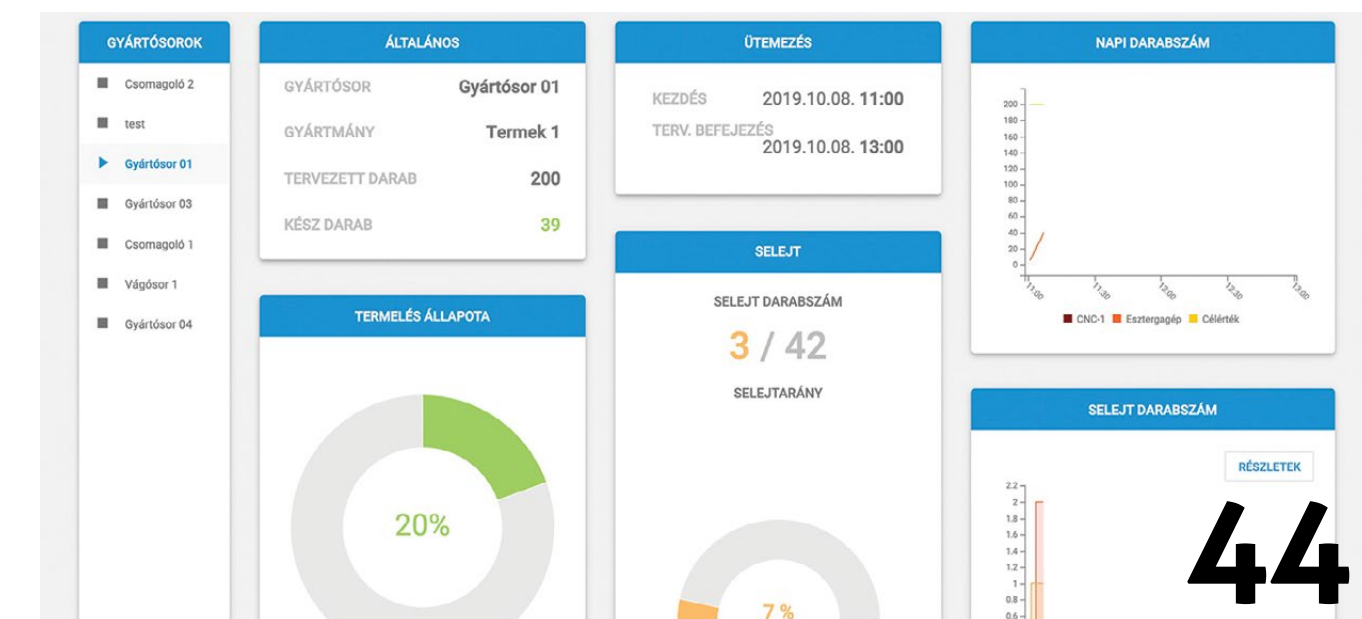 GYÁRTÓSOROK
Csomagoló 2
test
Gyártósor 01
Gyártósor 03
Csomagoló 1
Vágósor 1
Gyártósor 04
ÁLTALÁNOS
GYÁRTÓSOR Gyártósor 01
GYÁRTMÁNY Termek 1
TERVEZETT DARAB 200
KÉSZ DARAB 39
TERMELÉS ÁLLAPOTA
20%
ÜTEMEZÉS
KEZDÉS 2019.10.08. 11:00
TERV. BEFEJEZÉS
2019.10.08. 13:00
SELEJT
SELEJT DARABSZÁM
3 / 42
SELEJTARÁNY
7 %
NAPI DARABSZÁM
200
180
160
140
120
100
80
60
40
20
0
11:00 11:30 12:00 12:30 13:00
CNC-1 Esztergagép Célérték
SELEJT DARABSZÁM
RÉSZLETEK
2.2
2
1.8
1.6
1.4
1.2
1
0.8
0.6
44